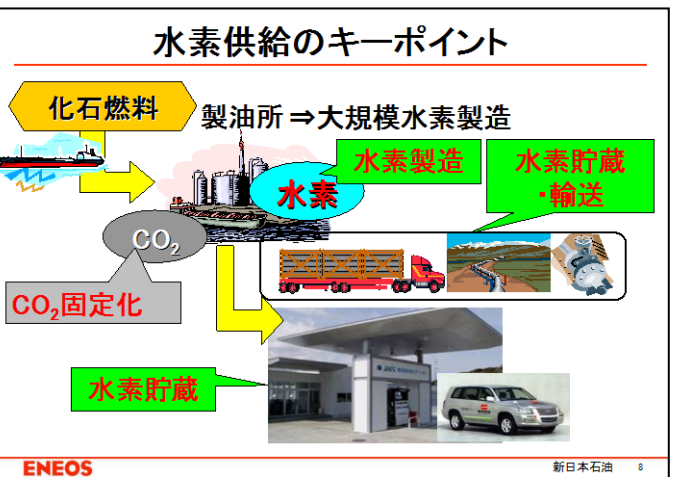 水素供給のキーポイント
化石燃料
製油所⇒大規模水素製造
水素製造
水素貯蔵
・輸送
水素
CO₂
CO₂固定化
水素貯蔵
ENEOS
新日本石油 8